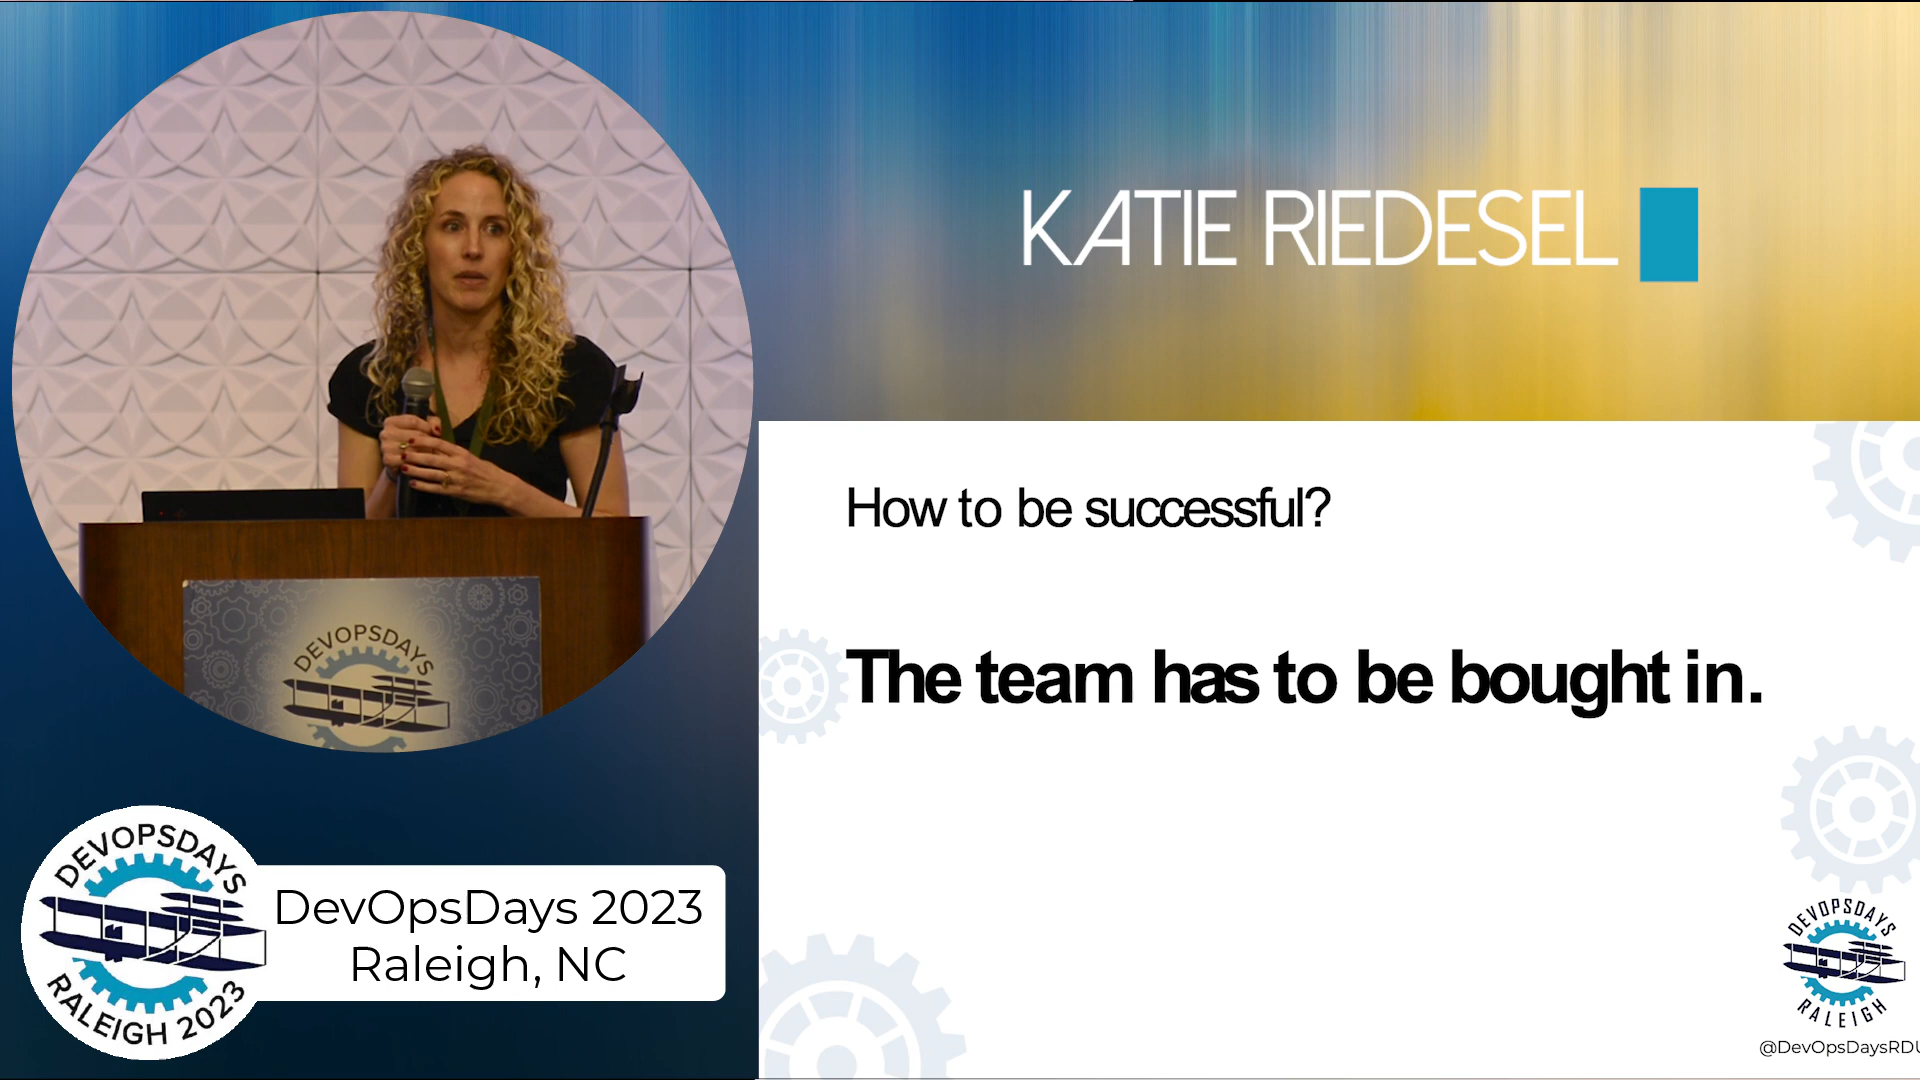 KATIE RIEDESEL
How to be successful?
The team has to be bought in.
DEVOPSDAYS
DEVOPSDAYS
RALEIGH 2023
DevOpsDays 2023
Raleigh, NC
DEVOPSDAYS
RALEIGH
@DevOpsDaysRDU